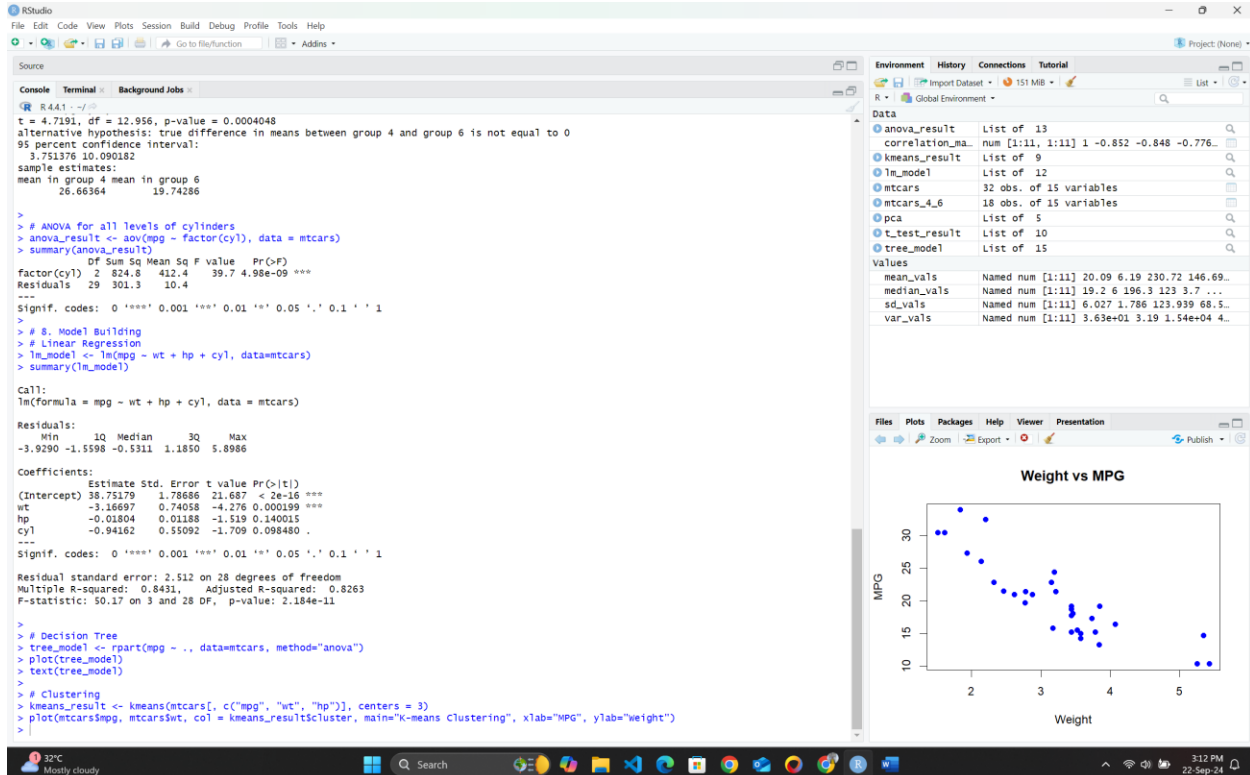 RStudio
File Edit Code View Plots Session Build Debug Profile Tools Help
Go to file/function Addins
Project: (None)
Source
Console Terminal Background Jobs
R 4.4.1 · ~/
t = 4.7191, df = 12.956, p-value = 0.0004048
alternative hypothesis: true difference in means between group 4 and group 6 is not equal to 0
95 percent confidence interval:
3.751376 10.090182
sample estimates:
mean in group 4 mean in group 6
26.66364 19.74286
>
> # ANOVA for all levels of cylinders
> anova_result <- aov(mpg ~ factor(cyl), data = mtcars)
> summary(anova_result)
Df Sum Sq Mean Sq F value Pr(>F)
factor(cyl) 2 824.8 412.4 39.7 4.98e-09 ***
Residuals 29 301.3 10.4
---
Signif. codes: 0 '***' 0.001 '**' 0.01 '*' 0.05 '.' 0.1 ' ' 1
>
> # 8. Model Building
> # Linear Regression
> lm_model <- lm(mpg ~ wt + hp + cyl, data=mtcars)
> summary(lm_model)
Call:
lm(formula = mpg ~ wt + hp + cyl, data = mtcars)
Residuals:
Min 1Q Median 3Q Max
-3.9290 -1.5598 -0.5311 1.1850 5.8986
Coefficients:
Estimate Std. Error t value Pr(>|t|)
(Intercept) 38.75179 1.78686 21.687 < 2e-16 ***
wt -3.16697 0.74058 -4.276 0.000199 ***
hp -0.01804 0.01188 -1.519 0.140015
cyl -0.94162 0.55092 -1.709 0.098480 .
---
Signif. codes: 0 '***' 0.001 '**' 0.01 '*' 0.05 '.' 0.1 ' ' 1
Residual standard error: 2.512 on 28 degrees of freedom
Multiple R-squared: 0.8431, Adjusted R-squared: 0.8263
F-statistic: 50.17 on 3 and 28 DF, p-value: 2.184e-11
>
> # Decision Tree
> tree_model <- rpart(mpg ~ ., data=mtcars, method="anova")
> plot(tree_model)
> text(tree_model)
>
> # Clustering
> kmeans_result <- kmeans(mtcars[, c("mpg", "wt", "hp")], centers = 3)
> plot(mtcars$mpg, mtcars$wt, col = kmeans_result$cluster, main="K-means Clustering", xlab="MPG", ylab="Weight")
>
Environment History Connections Tutorial
Import Dataset 151 MiB List
R Global Environment
Data
anova_result List of 13
correlation_ma… num [1:11, 1:11] 1 -0.852 -0.848 -0.776…
kmeans_result List of 9
lm_model List of 12
mtcars 32 obs. of 15 variables
mtcars_4_6 18 obs. of 15 variables
pca List of 5
t_test_result List of 10
tree_model List of 15
Values
mean_vals Named num [1:11] 20.09 6.19 230.72 146.69…
median_vals Named num [1:11] 19.2 6 196.3 123 3.7 ...
sd_vals Named num [1:11] 6.027 1.786 123.939 68.5…
var_vals Named num [1:11] 3.63e+01 3.19 1.54e+04 4…
Files Plots Packages Help Viewer Presentation
Zoom Export Publish
Weight vs MPG
MPG
30
25
20
15
10
2 3 4 5
Weight
1
32°C
Mostly cloudy
Search
3:12 PM
22-Sep-24